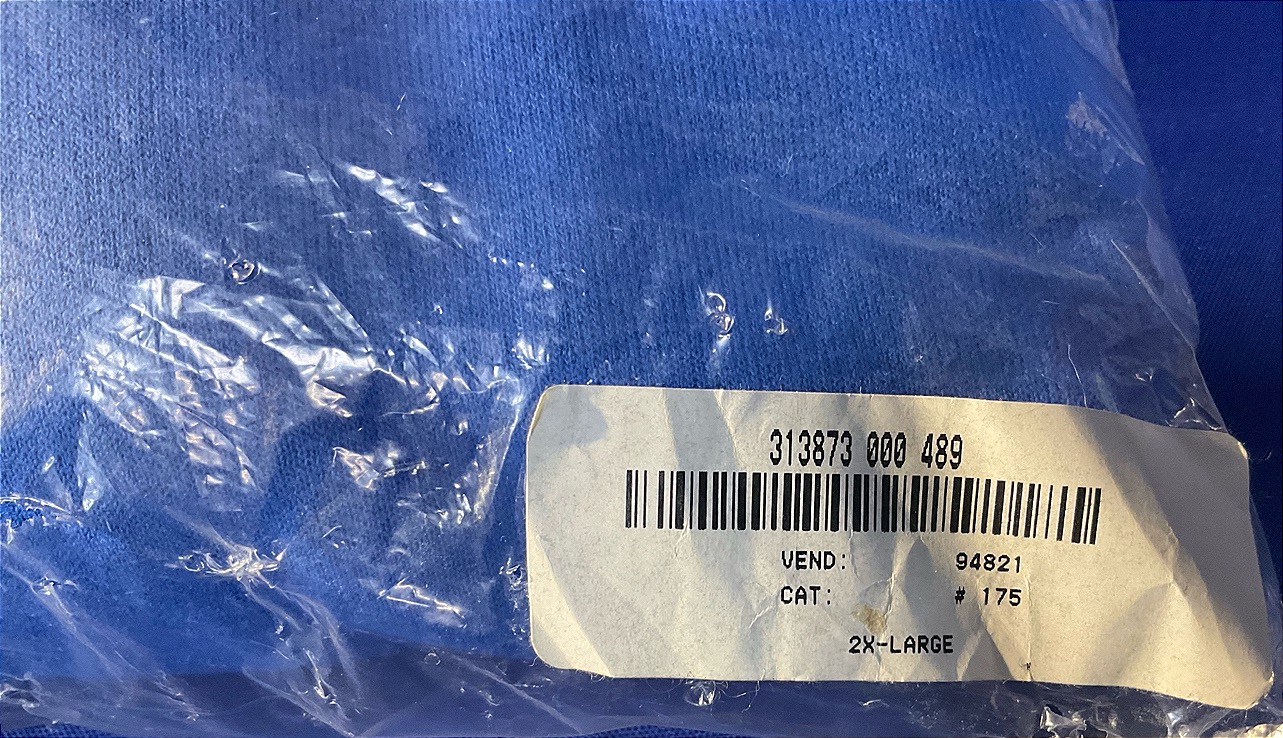 313873 000 489
VEND: 94821
CAT: # 175
2X-LARGE